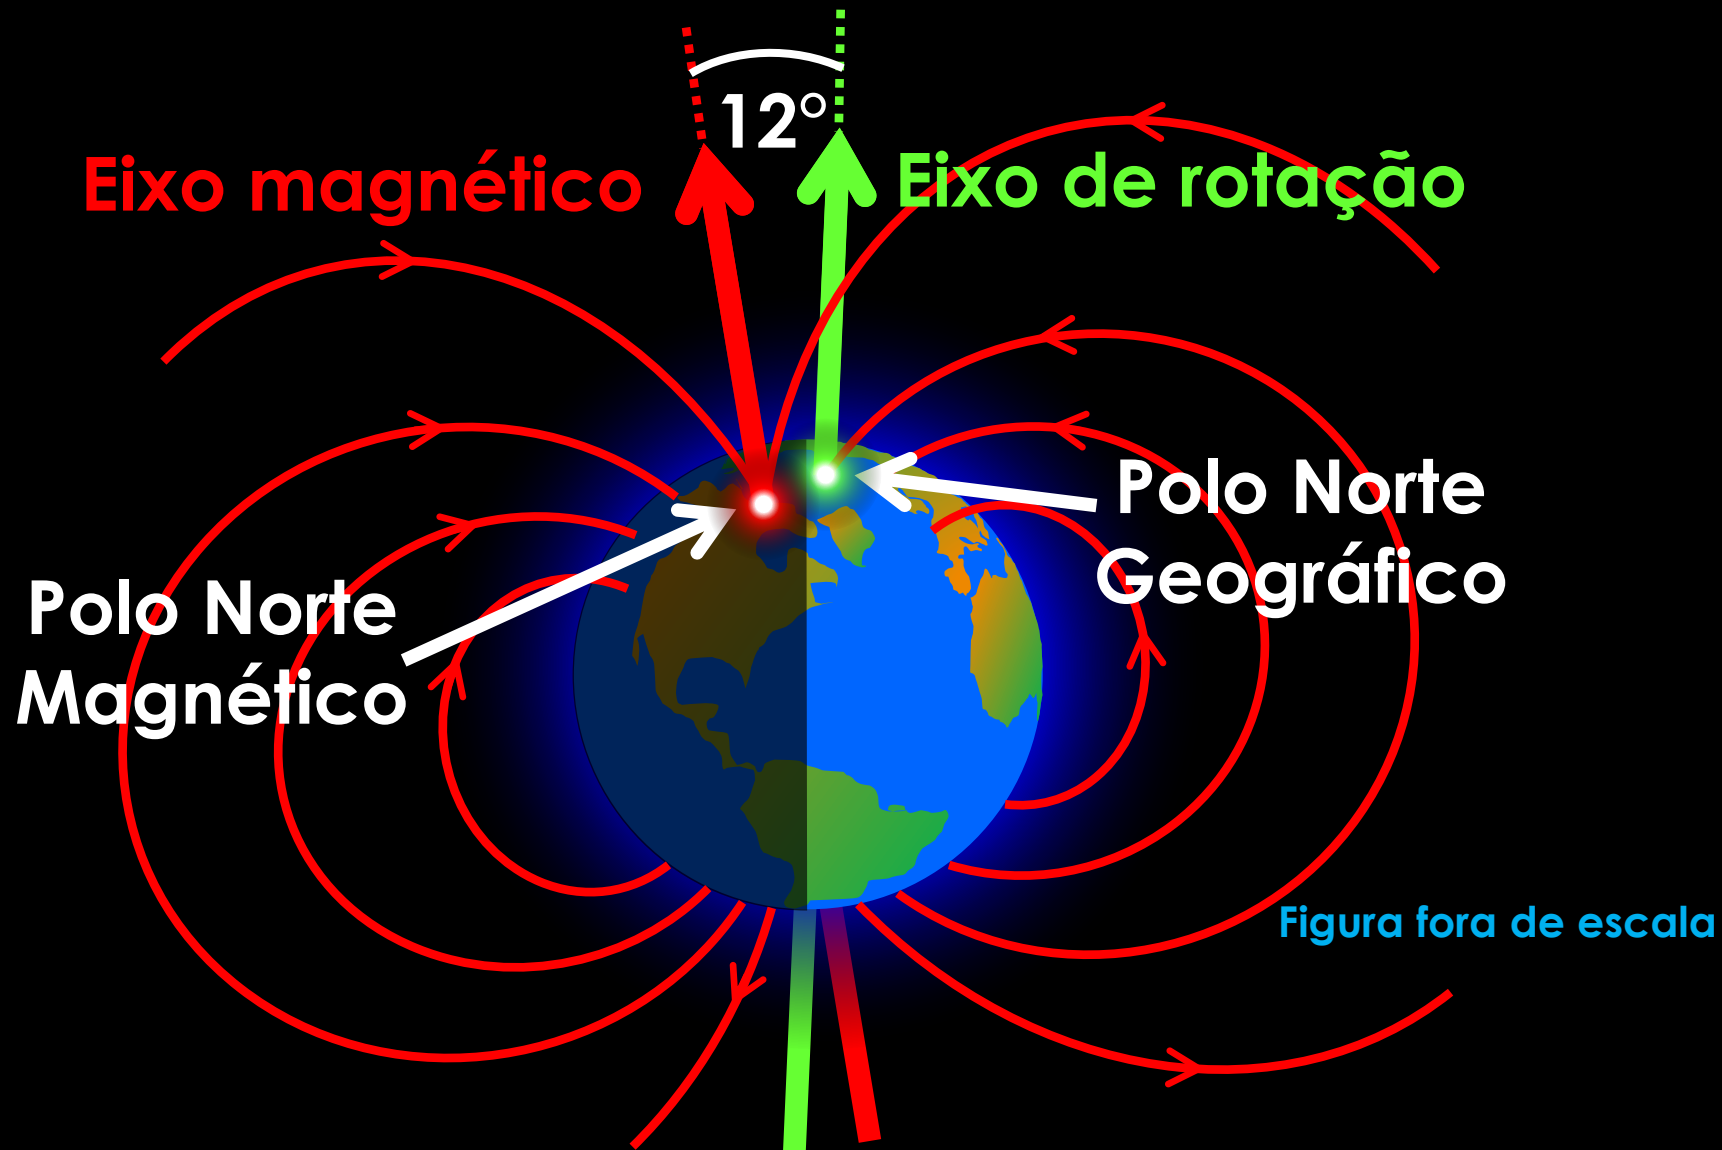 12°
Eixo magnético
Eixo de rotação
Polo Norte
Geográfico
Polo Norte
Magnético
Figura fora de escala